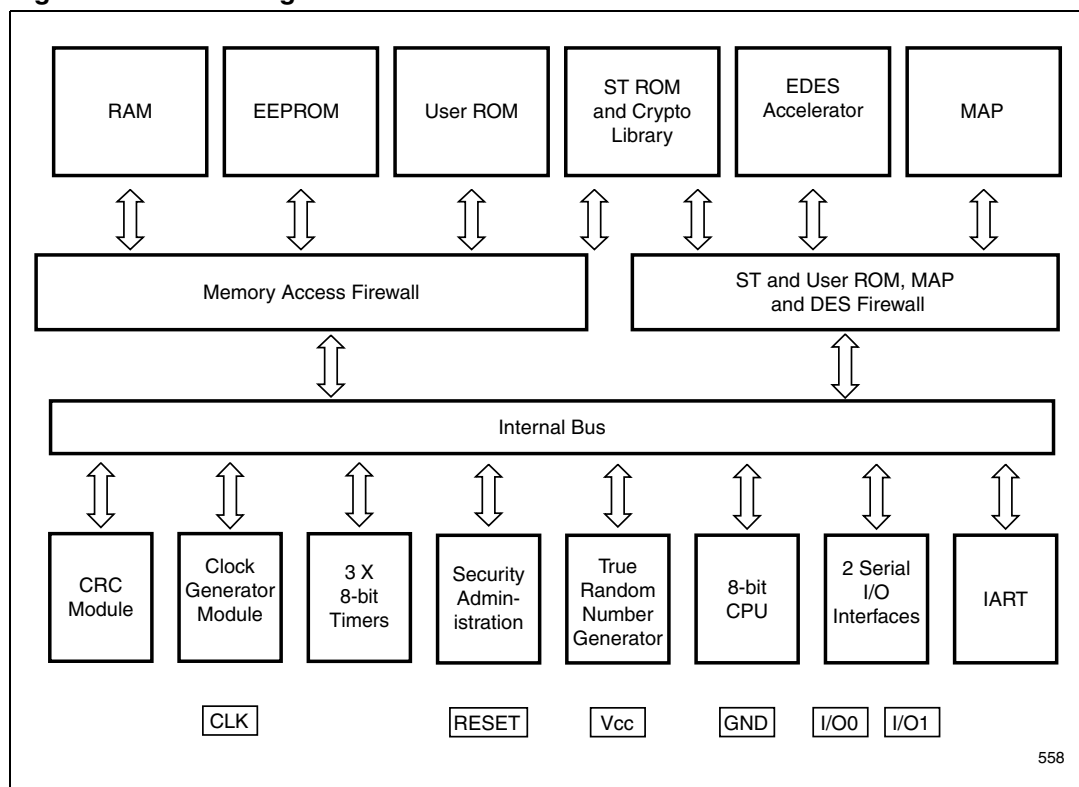 RAM
EEPROM
User ROM
ST ROM
and Crypto
Library
EDES
Accelerator
MAP
Memory Access Firewall
ST and User ROM, MAP
and DES Firewall
Internal Bus
CRC
Module
Clock
Generator
Module
3 X
8-bit
Timers
Security
Admin-
istration
True
Random
Number
Generator
8-bit
CPU
2 Serial
I/O
Interfaces
IART
CLK
RESET
Vcc
GND
I/O0
I/O1
558